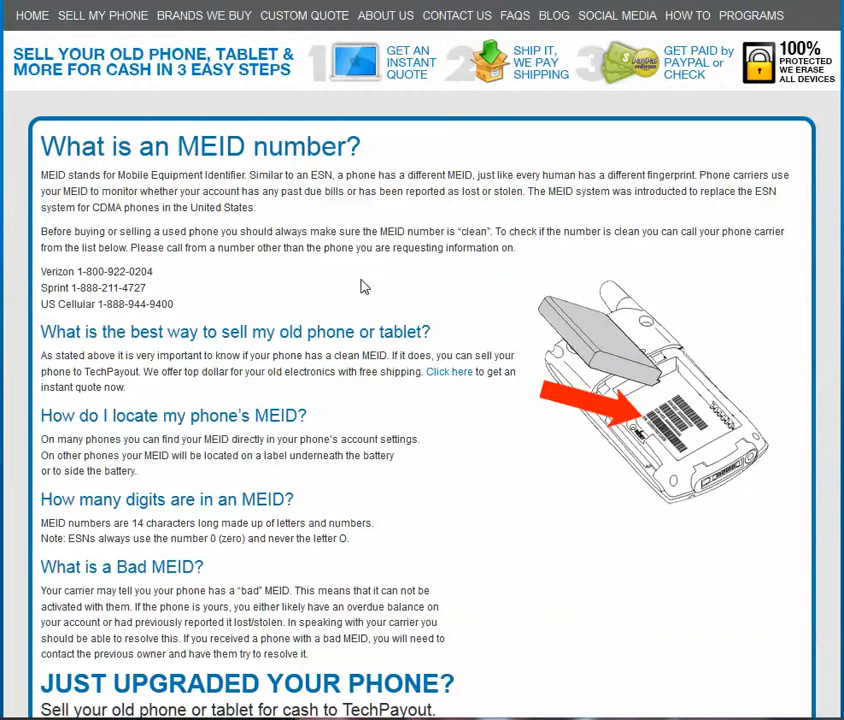 HOME SELL MY PHONE BRANDS WE BUY CUSTOM QUOTE ABOUT US CONTACT US FAQS BLOG SOCIAL MEDIA HOW TO PROGRAMS
SELL YOUR OLD PHONE, TABLET &
MORE FOR CASH IN 3 EASY STEPS
1 GET AN
INSTANT
QUOTE
2 SHIP IT,
WE PAY
SHIPPING
3 GET PAID by
PAYPAL or
CHECK
100%
PROTECTED
WE ERASE
ALL DEVICES
What is an MEID number?
MEID stands for Mobile Equipment Identifier. Similar to an ESN, a phone has a different MEID, just like every human has a different fingerprint. Phone carriers use
your MEID to monitor whether your account has any past due bills or has been reported as lost or stolen. The MEID system was introducted to replace the ESN
system for CDMA phones in the United States.
Before buying or selling a used phone you should always make sure the MEID number is “clean”. To check if the number is clean you can call your phone carrier
from the list below. Please call from a number other than the phone you are requesting information on.
Verizon 1-800-922-0204
Sprint 1-888-211-4727
US Cellular 1-888-944-9400
What is the best way to sell my old phone or tablet?
As stated above it is very important to know if your phone has a clean MEID. If it does, you can sell your
phone to TechPayout. We offer top dollar for your old electronics with free shipping. Click here to get an
instant quote now.
How do I locate my phone’s MEID?
On many phones you can find your MEID directly in your phone’s account settings.
On other phones your MEID will be located on a label underneath the battery
or to side the battery..
How many digits are in an MEID?
MEID numbers are 14 characters long made up of letters and numbers.
Note: ESNs always use the number 0 (zero) and never the letter O.
What is a Bad MEID?
Your carrier may tell you your phone has a “bad” MEID. This means that it can not be
activated with them. If the phone is yours, you either likely have an overdue balance on
your account or had previously reported it lost/stolen. In speaking with your carrier you
should be able to resolve this. If you received a phone with a bad MEID, you will need to
contact the previous owner and have them try to resolve it.
JUST UPGRADED YOUR PHONE?
Sell your old phone or tablet for cash to TechPayout.